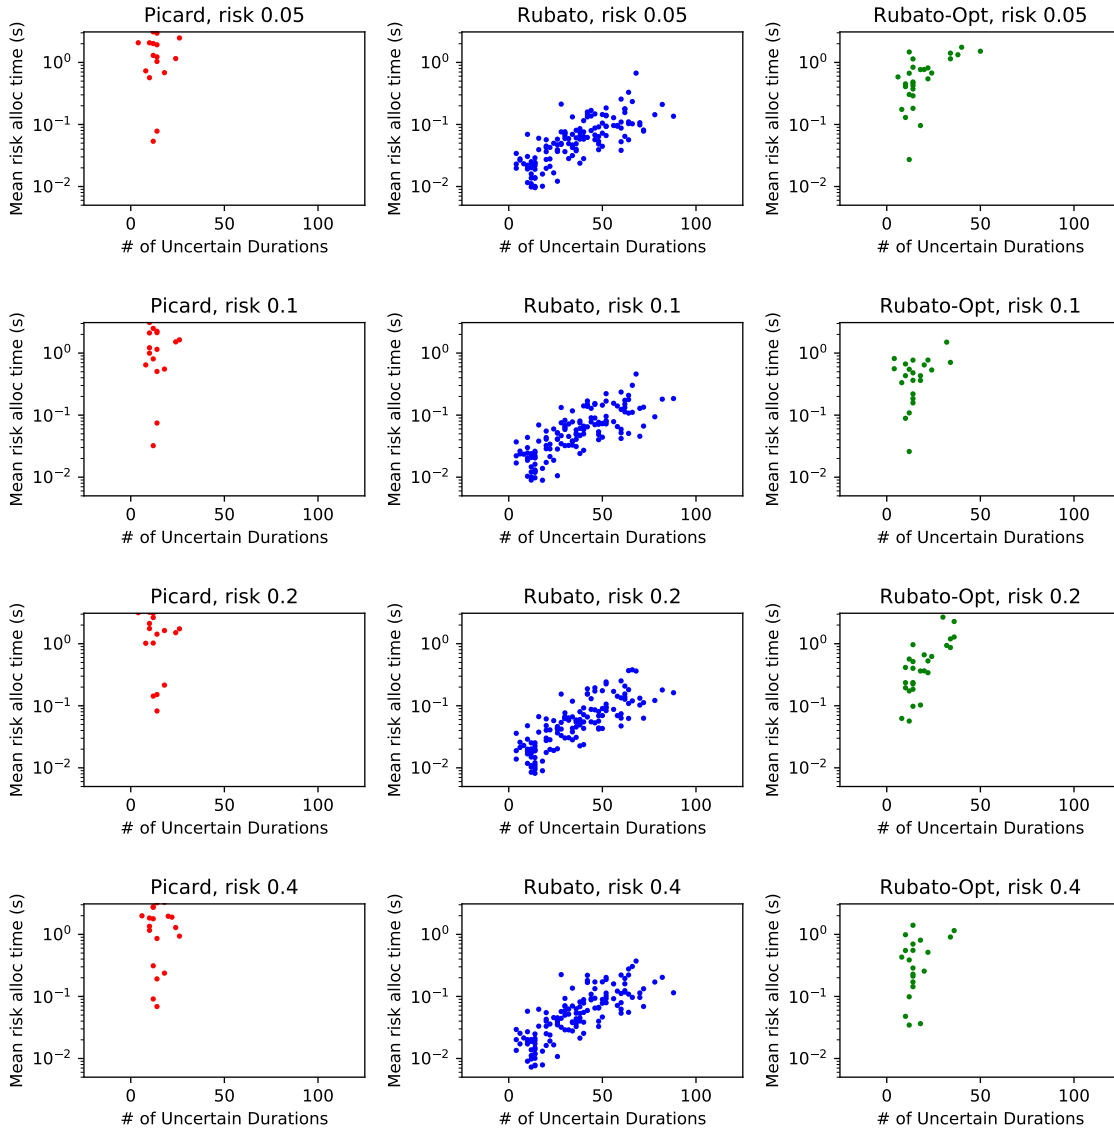 Picard, risk 0.05
Mean risk alloc time (s)
10⁰
10⁻¹
10⁻²
0 50 100
# of Uncertain Durations
Rubato, risk 0.05
Mean risk alloc time (s)
10⁰
10⁻¹
10⁻²
0 50 100
# of Uncertain Durations
Rubato-Opt, risk 0.05
Mean risk alloc time (s)
10⁰
10⁻¹
10⁻²
0 50 100
# of Uncertain Durations
Picard, risk 0.1
Mean risk alloc time (s)
10⁰
10⁻¹
10⁻²
0 50 100
# of Uncertain Durations
Rubato, risk 0.1
Mean risk alloc time (s)
10⁰
10⁻¹
10⁻²
0 50 100
# of Uncertain Durations
Rubato-Opt, risk 0.1
Mean risk alloc time (s)
10⁰
10⁻¹
10⁻²
0 50 100
# of Uncertain Durations
Picard, risk 0.2
Mean risk alloc time (s)
10⁰
10⁻¹
10⁻²
0 50 100
# of Uncertain Durations
Rubato, risk 0.2
Mean risk alloc time (s)
10⁰
10⁻¹
10⁻²
0 50 100
# of Uncertain Durations
Rubato-Opt, risk 0.2
Mean risk alloc time (s)
10⁰
10⁻¹
10⁻²
0 50 100
# of Uncertain Durations
Picard, risk 0.4
Mean risk alloc time (s)
10⁰
10⁻¹
10⁻²
0 50 100
# of Uncertain Durations
Rubato, risk 0.4
Mean risk alloc time (s)
10⁰
10⁻¹
10⁻²
0 50 100
# of Uncertain Durations
Rubato-Opt, risk 0.4
Mean risk alloc time (s)
10⁰
10⁻¹
10⁻²
0 50 100
# of Uncertain Durations